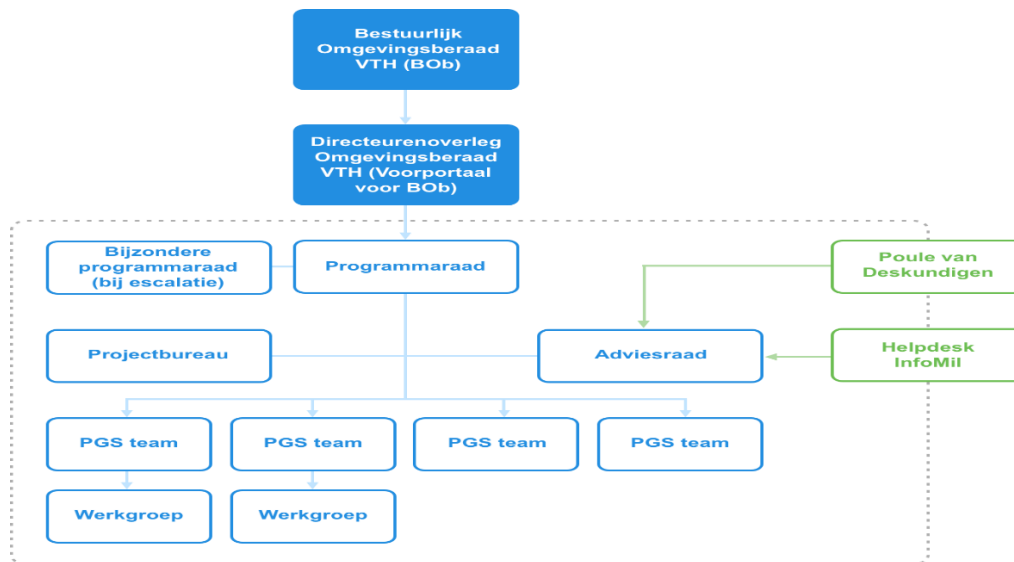 Bestuurlijk
Omgevingsberaad
VTH (BOb)
Directeurenoverleg
Omgevingsberaad
VTH (Voorportaal
voor BOb)
Bijzondere
programmaraad
(bij escalatie)
Programmaraad
Poule van
Deskundigen
Projectbureau
Adviesraad
Helpdesk
InfoMil
PGS team
PGS team
PGS team
PGS team
Werkgroep
Werkgroep